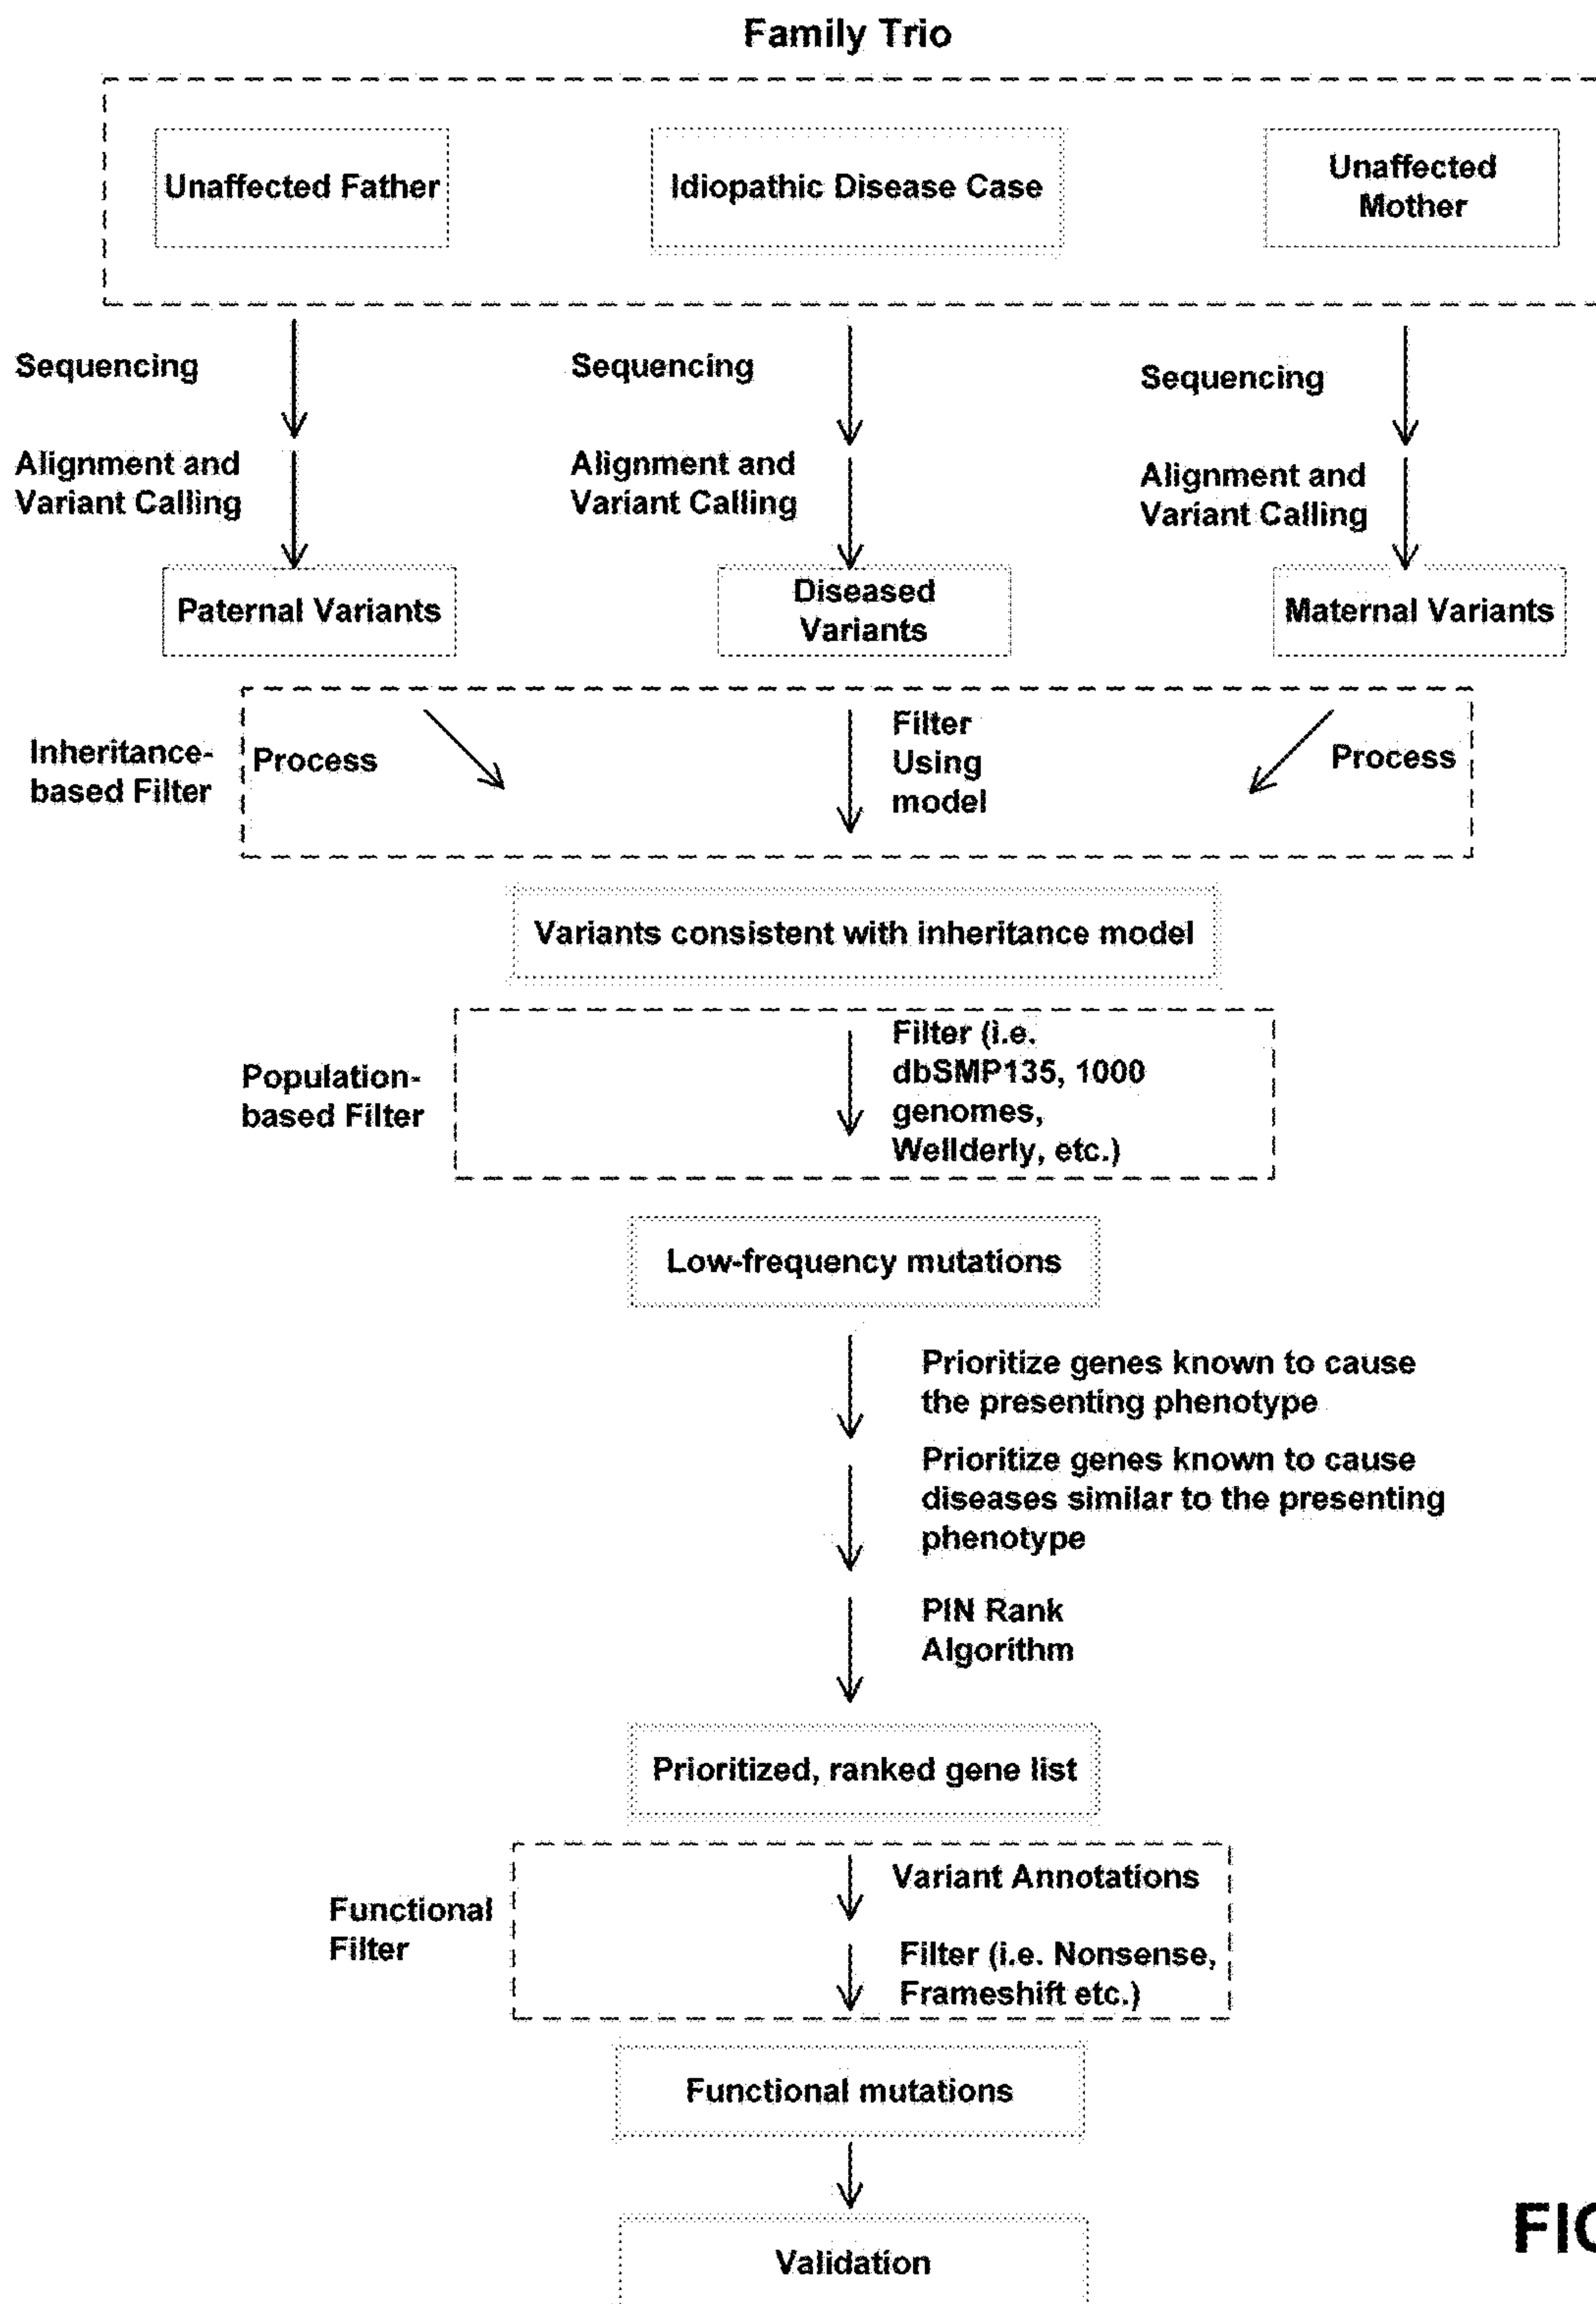 Family Trio
Unaffected Father
Idiopathic Disease Case
Unaffected
Mother
Sequencing
Sequencing
Sequencing
Alignment and
Variant Calling
Alignment and
Variant Calling
Alignment and
Variant Calling
Paternal Variants
Diseased
Variants
Maternal Variants
Inheritance-
based Filter
Process
Filter
Using
model
Process
Variants consistent with inheritance model
Population-
based Filter
Filter (i.e.
dbSMP135, 1000
genomes,
Wellderly, etc.)
Low-frequency mutations
Prioritize genes known to cause
the presenting phenotype
Prioritize genes known to cause
diseases similar to the presenting
phenotype
PIN Rank
Algorithm
Prioritized, ranked gene list
Functional
Filter
Variant Annotations
Filter (i.e. Nonsense,
Frameshift etc.)
Functional mutations
Validation